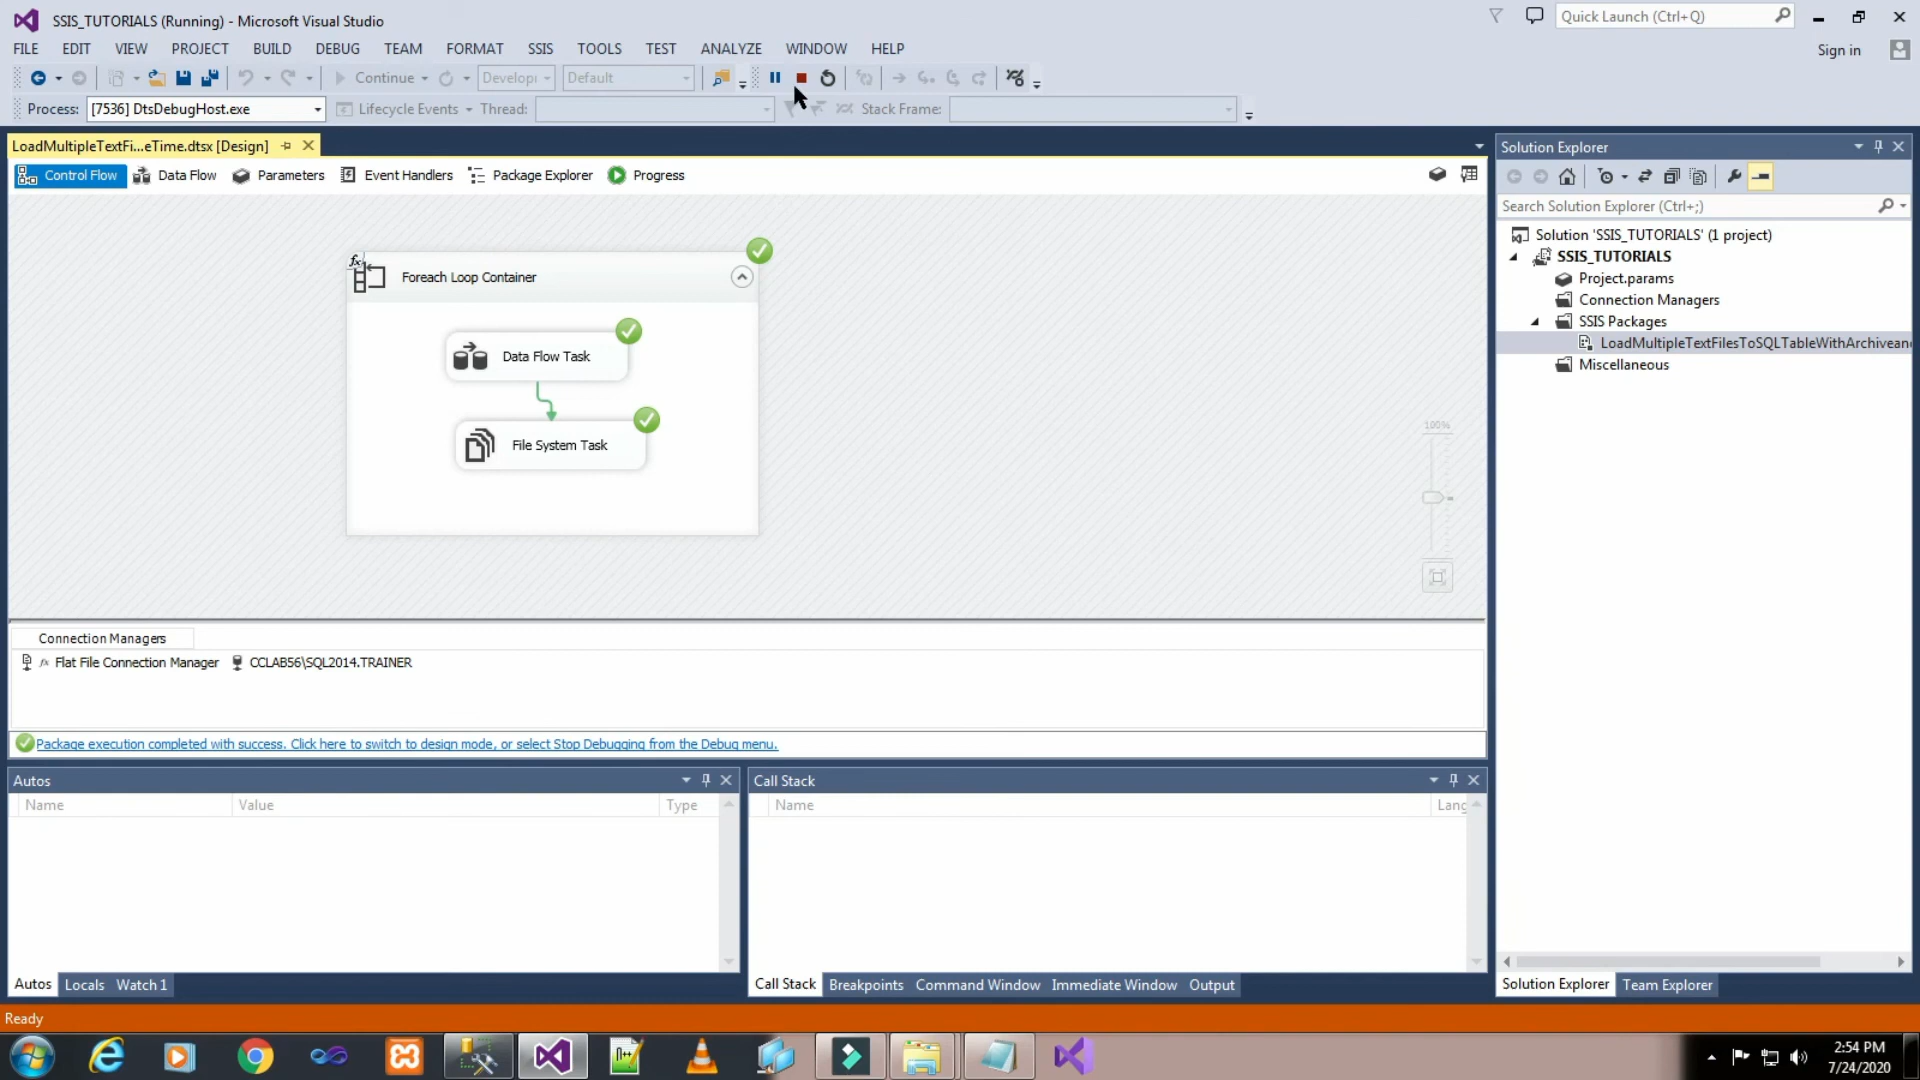 SSIS_TUTORIALS (Running) - Microsoft Visual Studio
Quick Launch (Ctrl+Q)
FILE EDIT VIEW PROJECT BUILD DEBUG TEAM FORMAT SSIS TOOLS TEST ANALYZE WINDOW HELP
Sign in
Continue Developi Default
Process: [7536] DtsDebugHost.exe Lifecycle Events Thread: Stack Frame:
LoadMultipleTextFi...eTime.dtsx [Design]
Control Flow Data Flow Parameters Event Handlers Package Explorer Progress
fx
Foreach Loop Container
Data Flow Task
File System Task
100%
Connection Managers
fx Flat File Connection Manager CCLAB56\SQL2014.TRAINER
Package execution completed with success. Click here to switch to design mode, or select Stop Debugging from the Debug menu.
Autos
Name Value Type
Autos Locals Watch 1
Call Stack
Name Lang
Call Stack Breakpoints Command Window Immediate Window Output
Solution Explorer
Search Solution Explorer (Ctrl+;)
Solution 'SSIS_TUTORIALS' (1 project)
SSIS_TUTORIALS
Project.params
Connection Managers
SSIS Packages
LoadMultipleTextFilesToSQLTableWithArchivean
Miscellaneous
Solution Explorer Team Explorer
Ready
2:54 PM
7/24/2020